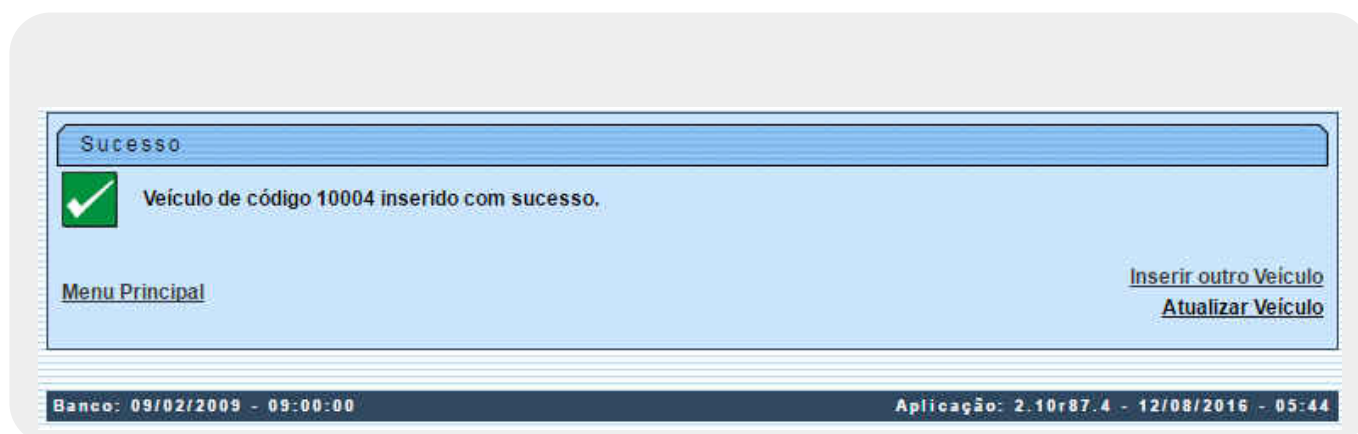 Sucesso
Veículo de código 10004 inserido com sucesso.
Menu Principal
Inserir outro Veículo
Atualizar Veículo
Banco: 09/02/2009 - 09:00:00
Aplicação: 2.10r87.4 - 12/08/2016 - 05:44